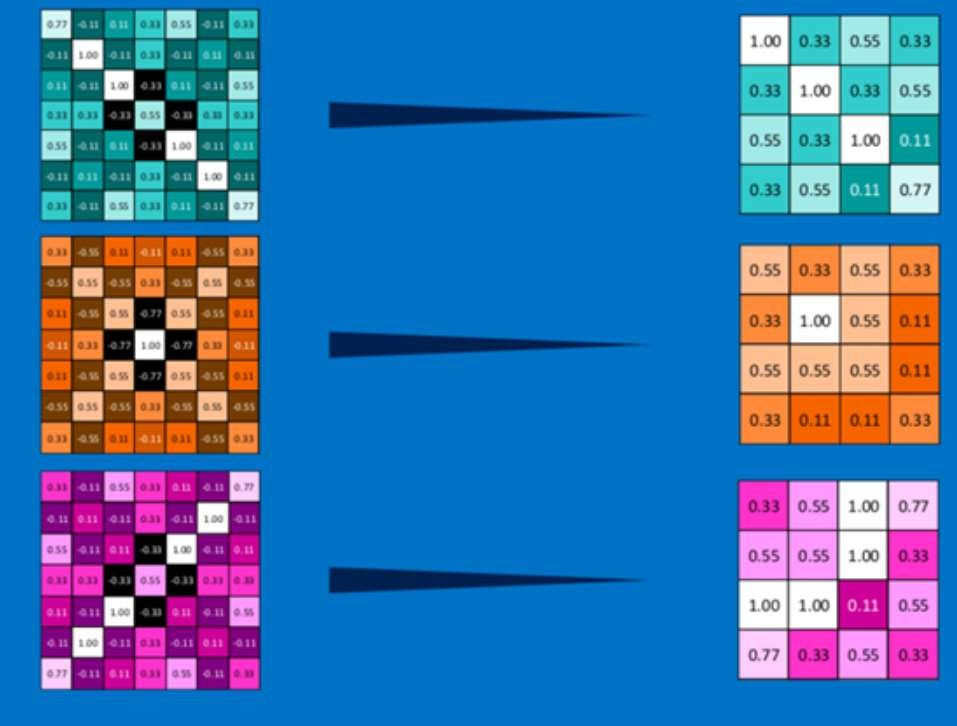 0.77 -0.11 0.11 0.33 0.55 -0.11 0.33
-0.11 1.00 -0.11 0.33 -0.11 0.11 -0.11
0.11 -0.11 1.00 -0.33 0.11 -0.11 0.55
0.33 0.33 -0.33 0.55 -0.33 0.33 0.33
0.55 -0.11 0.11 -0.33 1.00 -0.11 0.11
-0.11 0.11 -0.11 0.33 -0.11 1.00 -0.11
0.33 -0.11 0.55 0.33 0.11 -0.11 0.77
1.00 0.33 0.55 0.33
0.33 1.00 0.33 0.55
0.55 0.33 1.00 0.11
0.33 0.55 0.11 0.77
0.33 -0.55 0.11 -0.11 0.11 -0.55 0.33
-0.55 0.55 -0.55 0.33 -0.55 0.55 -0.55
0.11 -0.55 0.55 -0.77 0.55 -0.55 0.11
-0.11 0.33 -0.77 1.00 -0.77 0.33 -0.11
0.11 -0.55 0.55 -0.77 0.55 -0.55 0.11
-0.55 0.55 -0.55 0.33 -0.55 0.55 -0.55
0.33 -0.55 0.11 -0.11 0.11 -0.55 0.33
0.55 0.33 0.55 0.33
0.33 1.00 0.55 0.11
0.55 0.55 0.55 0.11
0.33 0.11 0.11 0.33
0.33 -0.11 0.55 0.33 0.11 -0.11 0.77
-0.11 0.11 -0.11 0.33 -0.11 1.00 -0.11
0.55 -0.11 0.11 -0.33 1.00 -0.11 0.11
0.33 0.33 -0.33 0.55 -0.33 0.33 0.33
0.11 -0.11 1.00 -0.33 0.11 -0.11 0.55
-0.11 1.00 -0.11 0.33 -0.11 0.11 -0.11
0.77 -0.11 0.11 0.33 0.55 -0.11 0.33
0.33 0.55 1.00 0.77
0.55 0.55 1.00 0.33
1.00 1.00 0.11 0.55
0.77 0.33 0.55 0.33